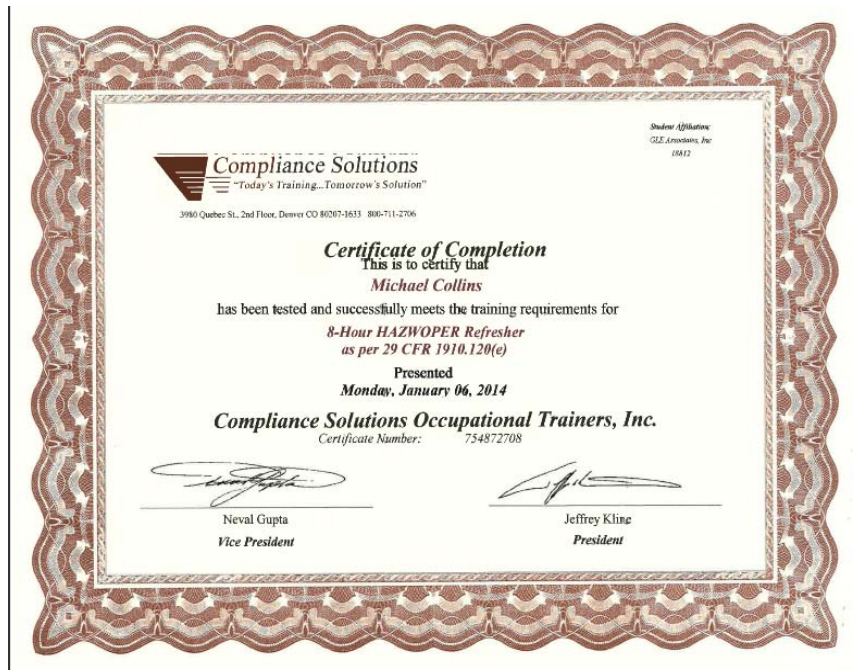 Student Affiliation:
GLE Associates, Inc
18812
Compliance Solutions
"Today's Training...Tomorrow's Solution"
3980 Quebec St., 2nd Floor, Denver CO 80207-1633 800-711-2706
Certificate of Completion
This is to certify that
Michael Collins
has been tested and successfully meets the training requirements for
8-Hour HAZWOPER Refresher
as per 29 CFR 1910.120(e)
Presented
Monday, January 06, 2014
Compliance Solutions Occupational Trainers, Inc.
Certificate Number: 754872708
Neval Gupta
Jeffrey Kling
Vice President
President